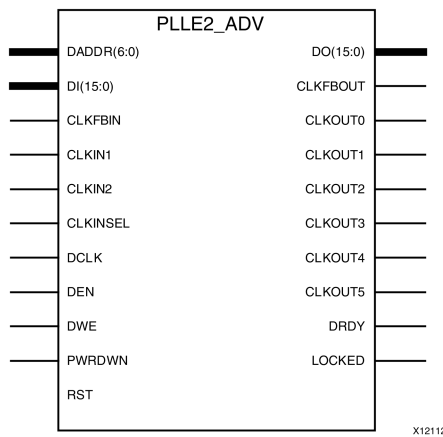 PLLE2_ADV
DADDR(6:0) DO(15:0)
DI(15:0) CLKFBOUT
CLKFBIN CLKOUT0
CLKIN1 CLKOUT1
CLKIN2 CLKOUT2
CLKINSEL CLKOUT3
DCLK CLKOUT4
DEN CLKOUT5
DWE DRDY
PWRDWN LOCKED
RST
X12112